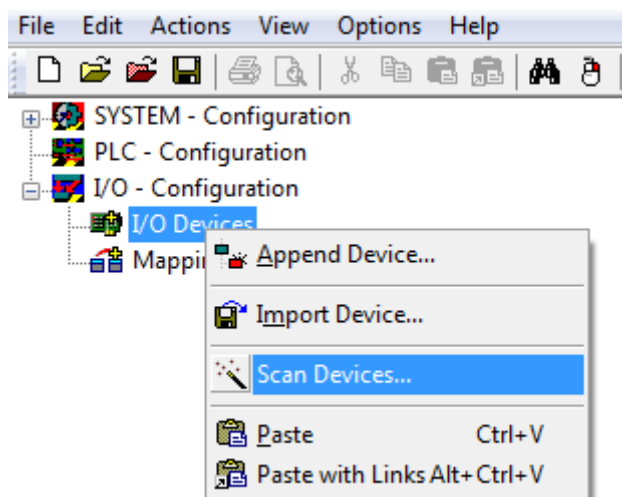 File Edit Actions View Options Help
SYSTEM - Configuration
PLC - Configuration
I/O - Configuration
I/O Devices
Mappin
Append Device...
Import Device...
Scan Devices...
Paste Ctrl+V
Paste with Links Alt+Ctrl+V